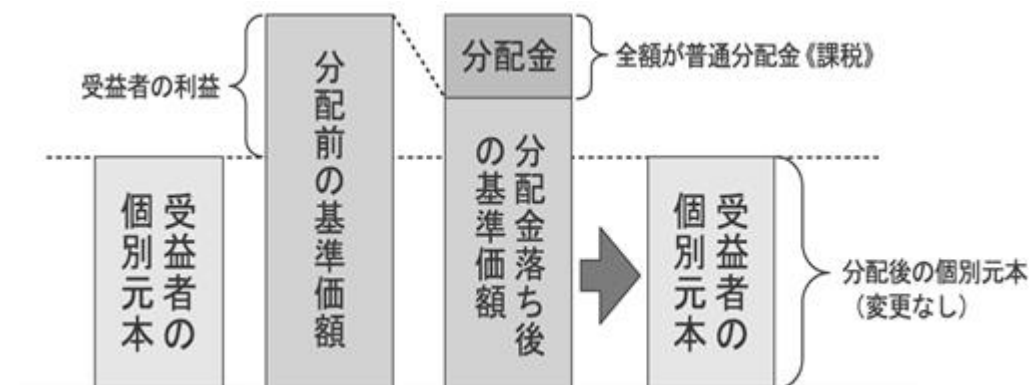 受益者の利益
受益者の
個別元本
分配前の基準価額
分配金
全額が普通分配金《課税》
分配金落ち後
の基準価額
受益者の
個別元本
分配後の個別元本
（変更なし）